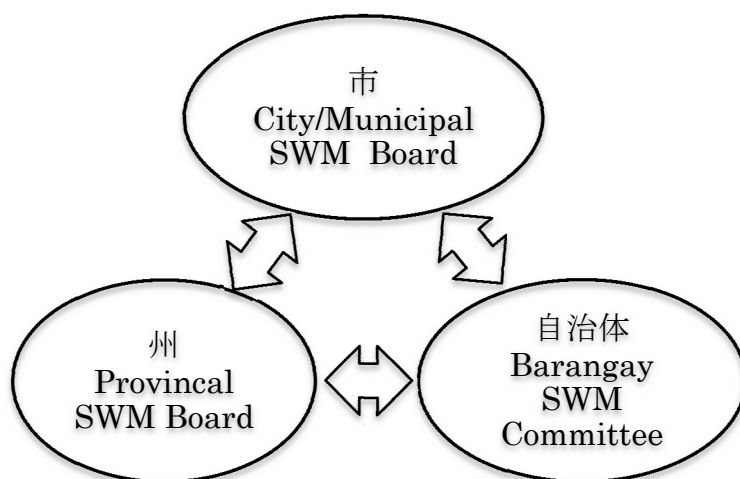 市
City/Municipal
SWM Board
州
Provincal
SWM Board
自治体
Barangay
SWM
Committee